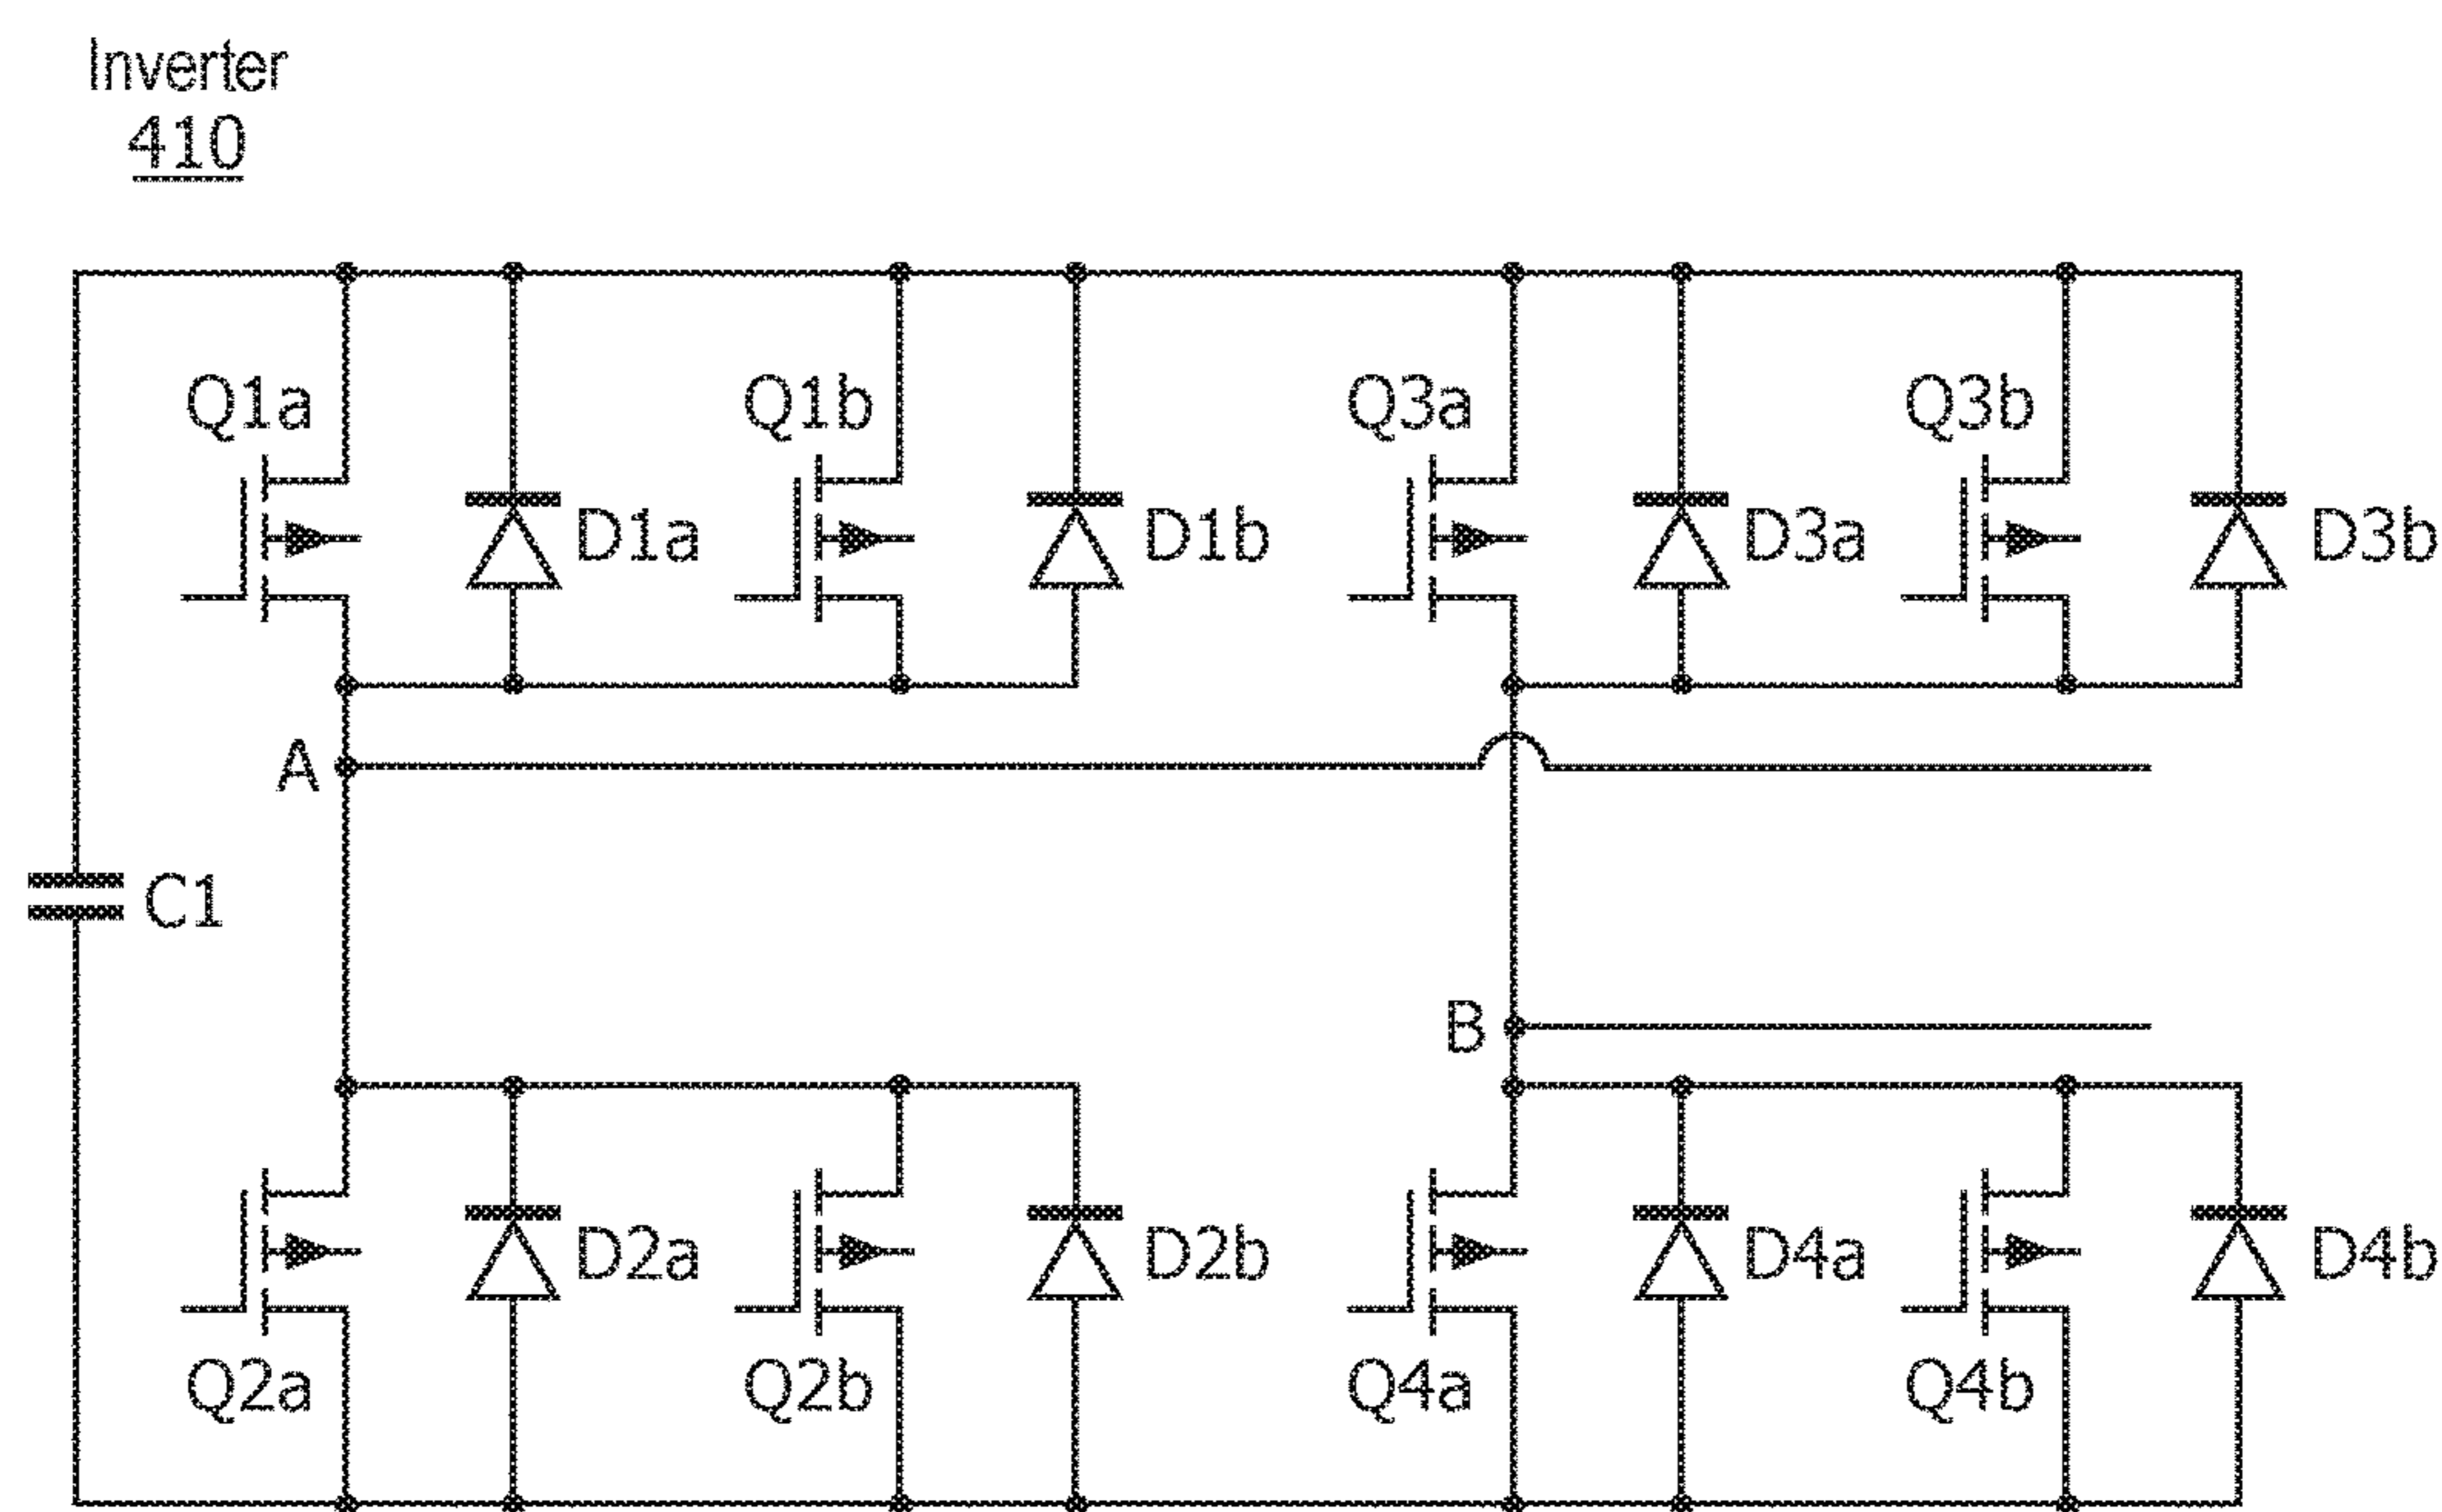 Inverter
410
Q1a
Q1b
Q3a
Q3b
D1a
D1b
D3a
D3b
A
C1
B
D2a
D2b
D4a
D4b
Q2a
Q2b
Q4a
Q4b